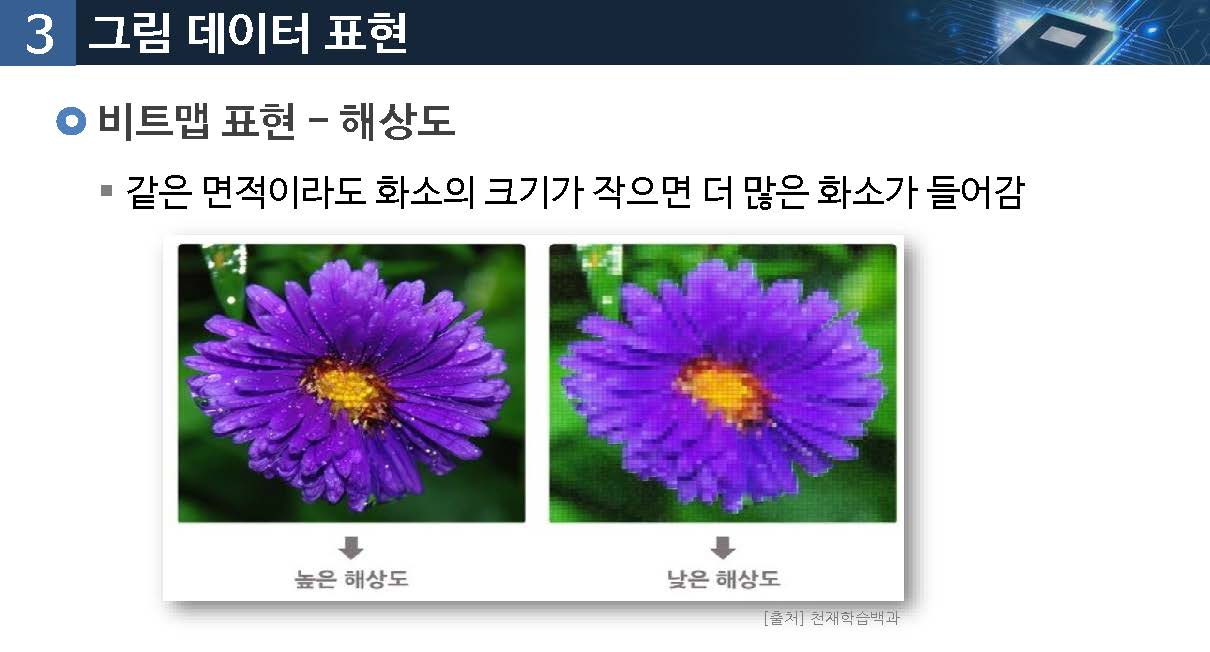 3 그림 데이터 표현
비트맵 표현 – 해상도
같은 면적이라도 화소의 크기가 작으면 더 많은 화소가 들어감
높은 해상도 낮은 해상도
[출처] 천재학습백과